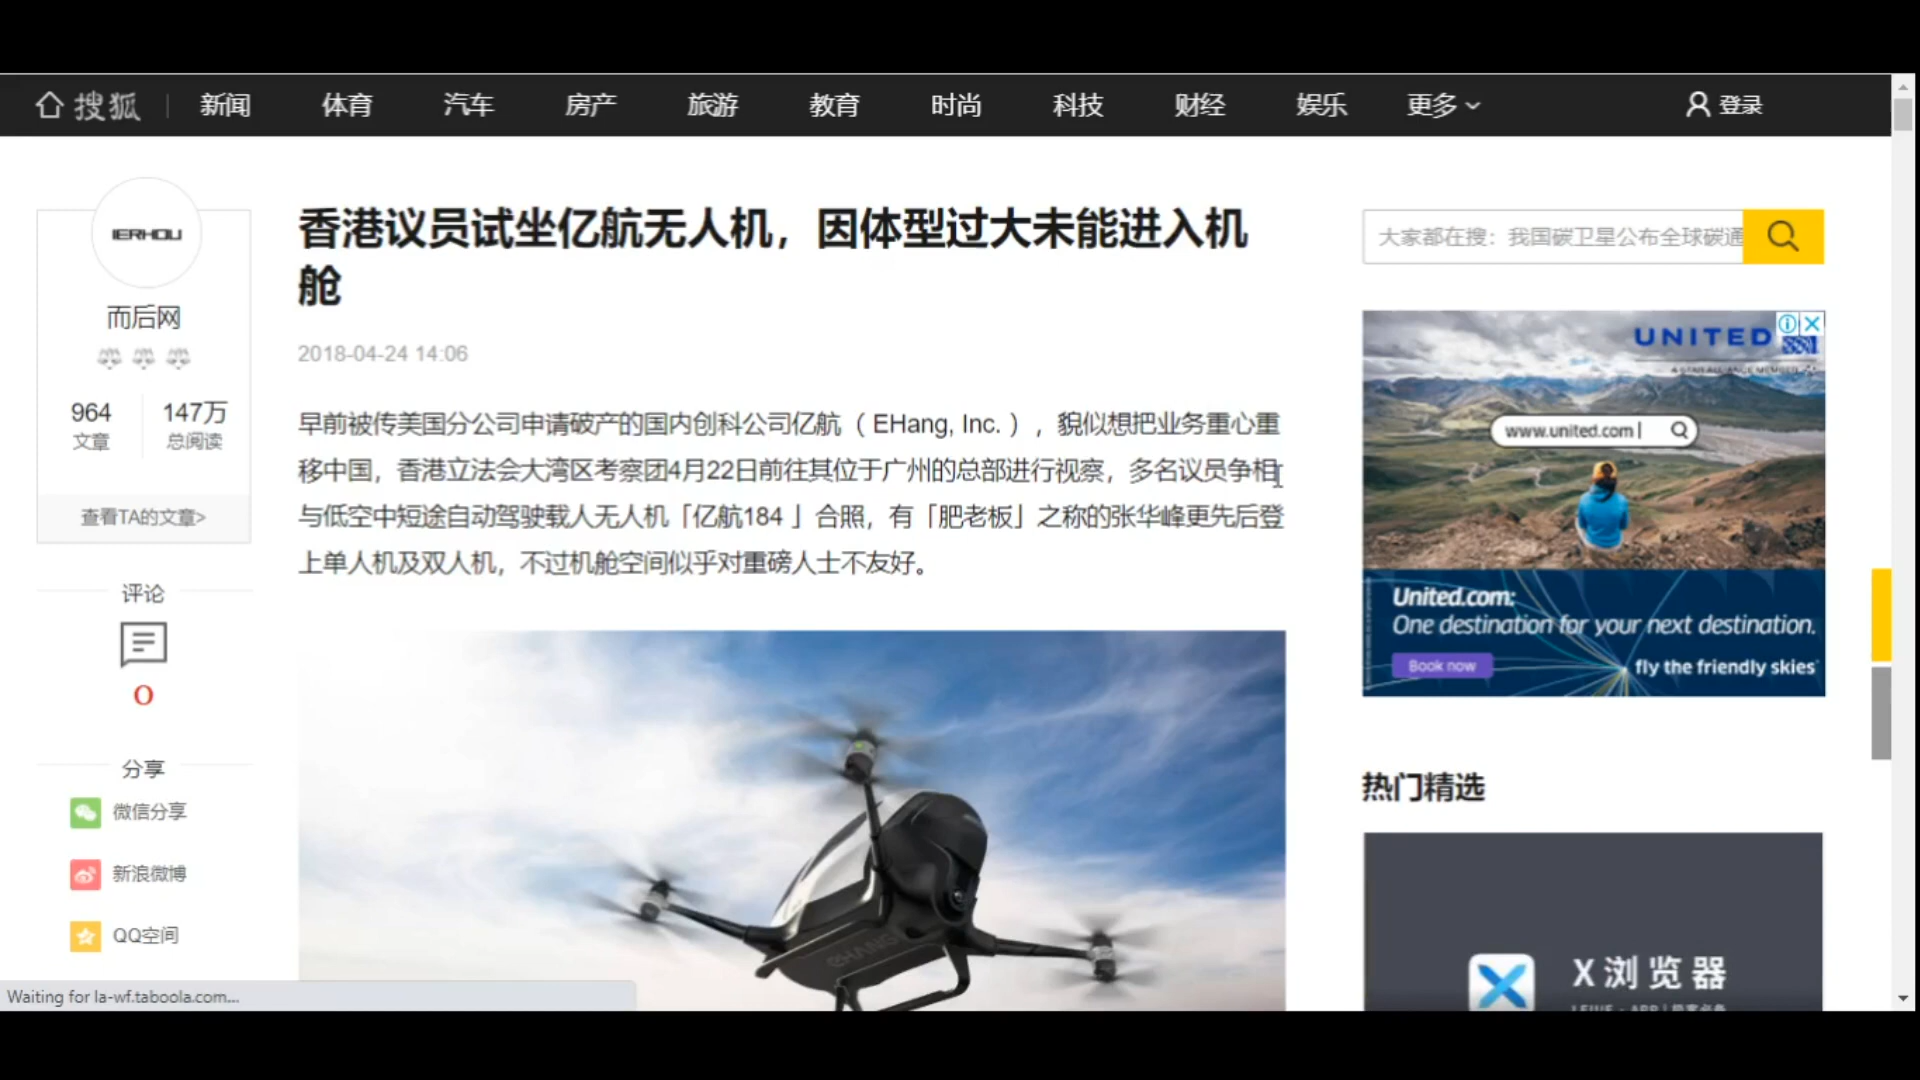 搜狐 新闻 体育 汽车 房产 旅游 教育 时尚 科技 财经 娱乐 更多 登录
IERHOU
而后网
964 147万
文章 总阅读
查看TA的文章>
评论
0
分享
微信分享
新浪微博
QQ空间
香港议员试坐亿航无人机，因体型过大未能进入机
舱
2018-04-24 14:06
早前被传美国分公司申请破产的国内创科公司亿航（ EHang, Inc. ），貌似想把业务重心重
移中国，香港立法会大湾区考察团4月22日前往其位于广州的总部进行视察，多名议员争相
与低空中短途自动驾驶载人无人机「亿航184 」合照，有「肥老板」之称的张华峰更先后登
上单人机及双人机，不过机舱空间似乎对重磅人士不友好。
EHANG
大家都在搜：我国碳卫星公布全球碳通
UNITED
A STAR ALLIANCE MEMBER
www.united.com
United.com:
One destination for your next destination.
Book now
fly the friendly skies
热门精选
X 浏览器
Waiting for la-wf.taboola.com...